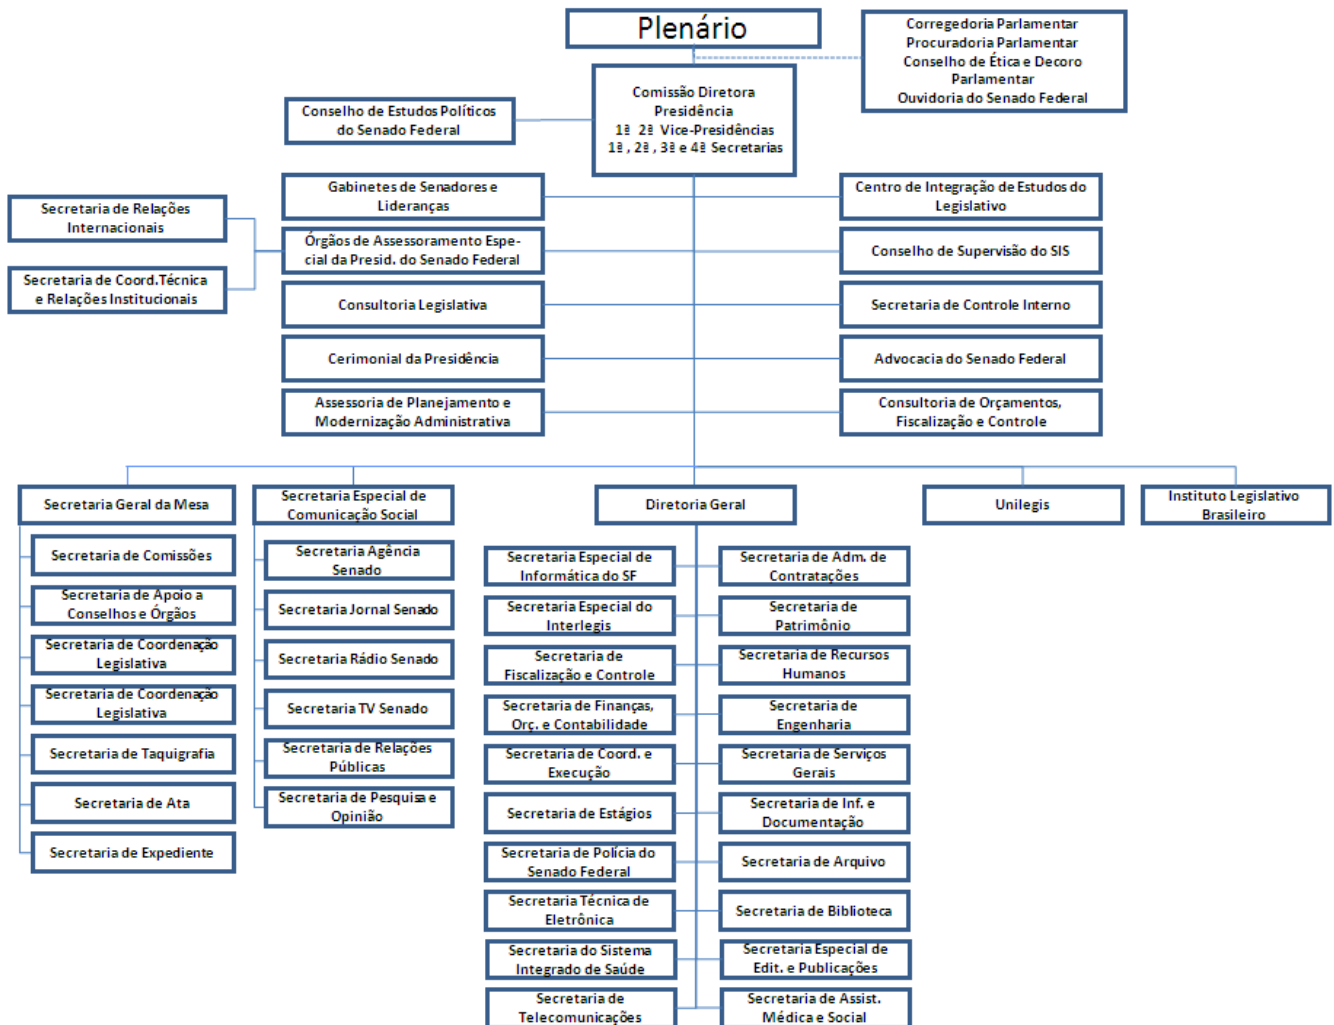 Plenário
Corregedoria Parlamentar
Procuradoria Parlamentar
Conselho de Ética e Decoro
Parlamentar
Ouvidoria do Senado Federal
Comissão Diretora
Presidência
1ª 2ª Vice-Presidências
1ª , 2ª , 3ª e 4ª Secretarias
Conselho de Estudos Políticos
do Senado Federal
Gabinetes de Senadores e
Lideranças
Centro de Integração de Estudos do
Legislativo
Secretaria de Relações
Internacionais
Órgãos de Assessoramento Espe-
cial da Presid. do Senado Federal
Conselho de Supervisão do SIS
Secretaria de Coord.Técnica
e Relações Institucionais
Consultoria Legislativa
Secretaria de Controle Interno
Cerimonial da Presidência
Advocacia do Senado Federal
Assessoria de Planejamento e
Modernização Administrativa
Consultoria de Orçamentos,
Fiscalização e Controle
Secretaria Geral da Mesa
Secretaria Especial de
Comunicação Social
Diretoria Geral
Unilegis
Instituto Legislativo
Brasileiro
Secretaria de Comissões
Secretaria de Apoio a
Conselhos e Órgãos
Secretaria de Coordenação
Legislativa
Secretaria de Coordenação
Legislativa
Secretaria de Taquigrafia
Secretaria de Ata
Secretaria de Expediente
Secretaria Agência
Senado
Secretaria Jornal Senado
Secretaria Rádio Senado
Secretaria TV Senado
Secretaria de Relações
Públicas
Secretaria de Pesquisa e
Opinião
Secretaria Especial de
Informática do SF
Secretaria Especial do
Interlegis
Secretaria de
Fiscalização e Controle
Secretaria de Finanças,
Orç. e Contabilidade
Secretaria de Coord. e
Execução
Secretaria de Estágios
Secretaria de Polícia do
Senado Federal
Secretaria Técnica de
Eletrônica
Secretaria do Sistema
Integrado de Saúde
Secretaria de
Telecomunicações
Secretaria de Adm. de
Contratações
Secretaria de
Patrimônio
Secretaria de Recursos
Humanos
Secretaria de
Engenharia
Secretaria de Serviços
Gerais
Secretaria de Inf. e
Documentação
Secretaria de Arquivo
Secretaria de Biblioteca
Secretaria Especial de
Edit. e Publicações
Secretaria de Assist.
Médica e Social